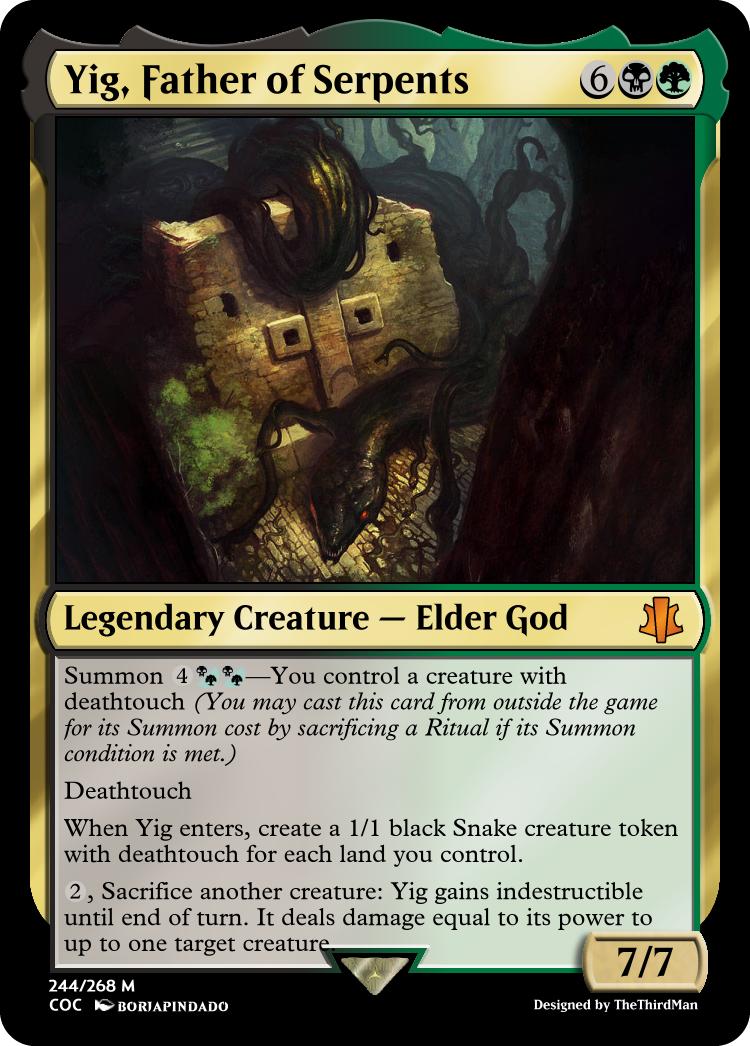 Yig, Father of Serpents 6
Legendary Creature — Elder God
Summon 4 —You control a creature with
deathtouch (You may cast this card from outside the game
for its Summon cost by sacrificing a Ritual if its Summon
condition is met.)
Deathtouch
When Yig enters, create a 1/1 black Snake creature token
with deathtouch for each land you control.
2, Sacrifice another creature: Yig gains indestructible
until end of turn. It deals damage equal to its power to
up to one target creature.
7/7
244/268 M
COC BORJAPINDADO
Designed by TheThirdMan